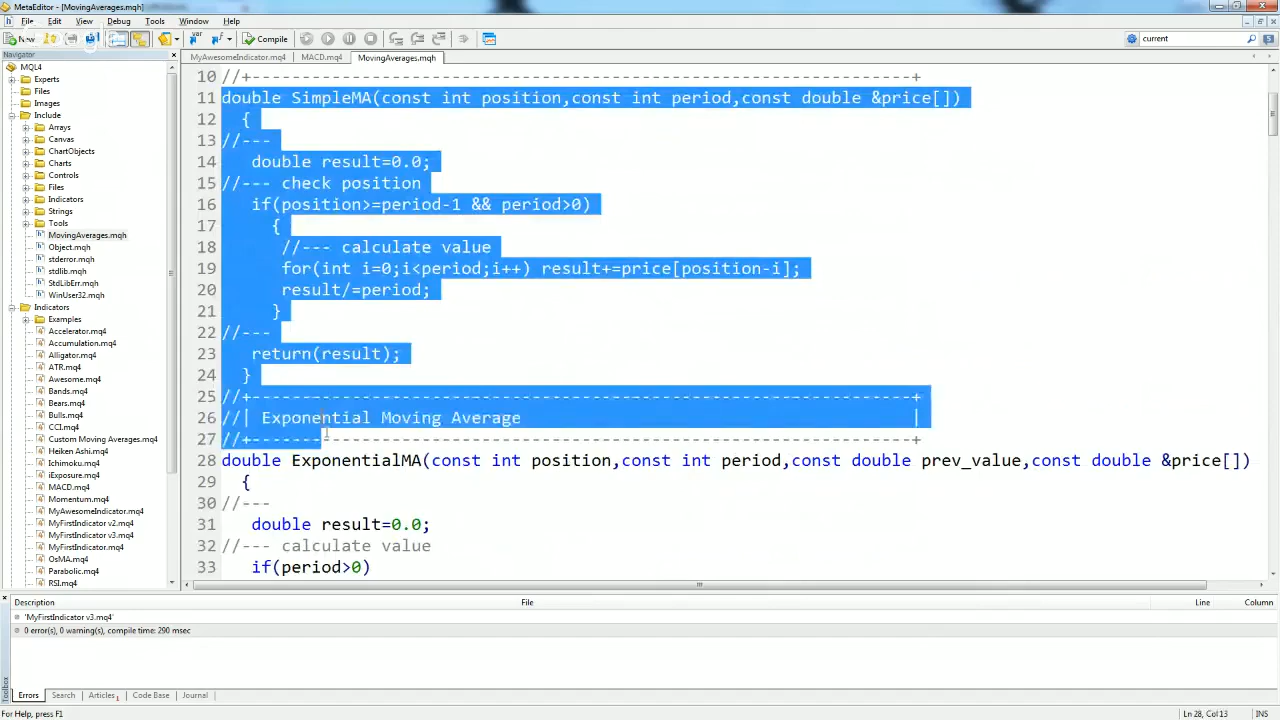 MetaEditor - [MovingAverages.mqh]
File Edit View Debug Tools Window Help
New Compile current
Navigator
MyAwesomeIndicator.mq4 MACD.mq4 MovingAverages.mqh
MQL4
Experts
Files
Images
Include
Arrays
Canvas
ChartObjects
Charts
Controls
Files
Indicators
Strings
Tools
MovingAverages.mqh
Object.mqh
stderror.mqh
stdlib.mqh
StdLibErr.mqh
WinUser32.mqh
Indicators
Examples
Accelerator.mq4
Accumulation.mq4
Alligator.mq4
ATR.mq4
Awesome.mq4
Bands.mq4
Bears.mq4
Bulls.mq4
CCI.mq4
Custom Moving Averages.mq4
Heiken Ashi.mq4
Ichimoku.mq4
iExposure.mq4
MACD.mq4
Momentum.mq4
MyAwesomeIndicator.mq4
MyFirstIndicator v2.mq4
MyFirstIndicator v3.mq4
MyFirstIndicator.mq4
OsMA.mq4
Parabolic.mq4
RSI.mq4
10 //+------------------------------------------------------------------+
11 double SimpleMA(const int position,const int period,const double &price[])
12 {
13 //---
14 double result=0.0;
15 //--- check position
16 if(position>=period-1 && period>0)
17 {
18 //--- calculate value
19 for(int i=0;i<period;i++) result+=price[position-i];
20 result/=period;
21 }
22 //---
23 return(result);
24 }
25 //+------------------------------------------------------------------+
26 //| Exponential Moving Average |
27 //+------------------------------------------------------------------+
28 double ExponentialMA(const int position,const int period,const double prev_value,const double &price[])
29 {
30 //---
31 double result=0.0;
32 //--- calculate value
33 if(period>0)
Description File Line Column
'MyFirstIndicator v3.mq4'
0 error(s), 0 warning(s), compile time: 290 msec
Toolbox
Errors Search Articles Code Base Journal
For Help, press F1 Ln 28, Col 13 INS